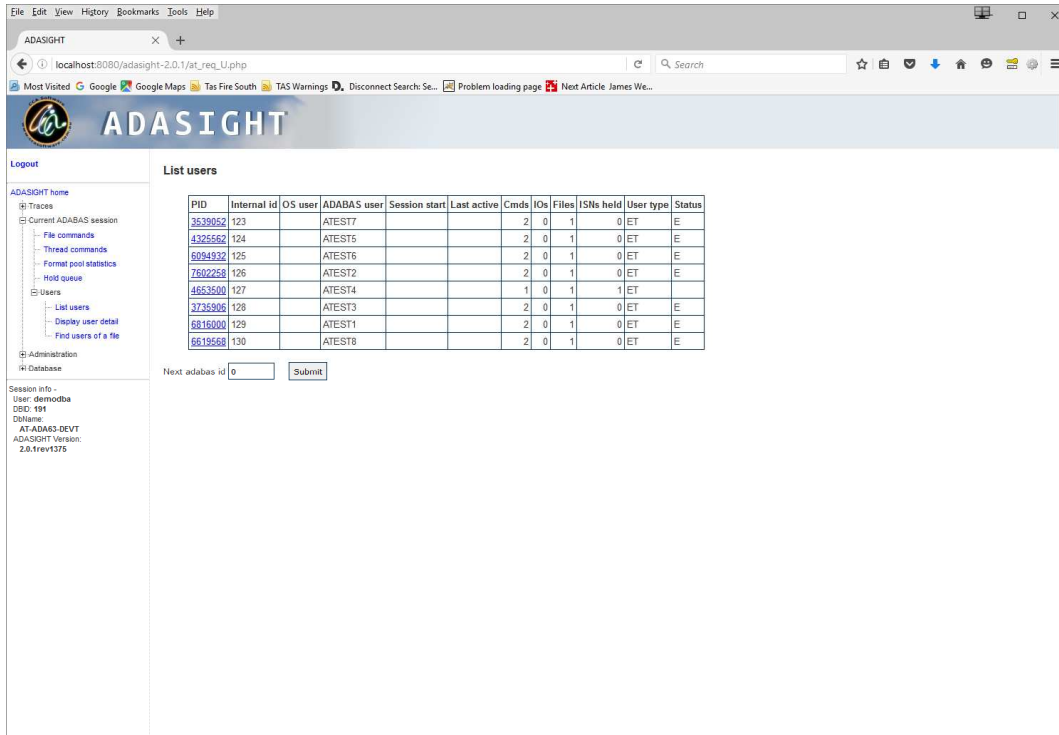 File Edit View History Bookmarks Tools Help
ADASIGHT
localhost:8080/adasight-2.0.1/at_req_U.php
Search
Most Visited Google Google Maps Tas Fire South TAS Warnings Disconnect Search: Se... Problem loading page Next Article James We...
ADASIGHT
Logout
ADASIGHT home
Traces
Current ADABAS session
File commands
Thread commands
Format pool statistics
Hold queue
Users
List users
Display user detail
Find users of a file
Administration
Database
Session info -
User: demodba
DBID: 191
DbName:
AT-ADA63-DEVT
ADASIGHT Version:
2.0.1rev1375
List users
PID Internal id OS user ADABAS user Session start Last active Cmds IOs Files ISNs held User type Status
3539052 123 ATEST7 2 0 1 0 ET E
4325562 124 ATEST5 2 0 1 0 ET E
6094932 125 ATEST6 2 0 1 0 ET E
7602258 126 ATEST2 2 0 1 0 ET E
4653500 127 ATEST4 1 0 1 1 ET
3735906 128 ATEST3 2 0 1 0 ET E
6816000 129 ATEST1 2 0 1 0 ET E
6619568 130 ATEST8 2 0 1 0 ET E
Next adabas id 0 Submit